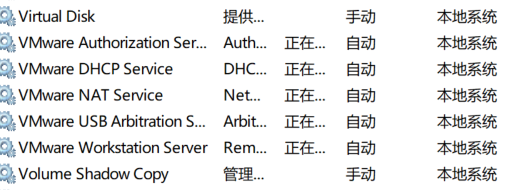 Virtual Disk 提供... 手动 本地系统
VMware Authorization Ser... Auth... 正在... 自动 本地系统
VMware DHCP Service DHC... 正在... 自动 本地系统
VMware NAT Service Net... 正在... 自动 本地系统
VMware USB Arbitration S... Arbit... 正在... 自动 本地系统
VMware Workstation Server Rem... 正在... 自动 本地系统
Volume Shadow Copy 管理... 手动 本地系统